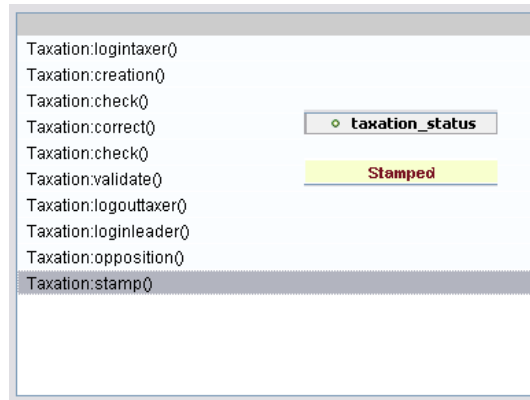 Taxation:logintaxer()
Taxation:creation()
Taxation:check()
Taxation:correct()
Taxation:check()
Taxation:validate()
Taxation:logouttaxer()
Taxation:loginleader()
Taxation:opposition()
Taxation:stamp()
taxation_status
Stamped